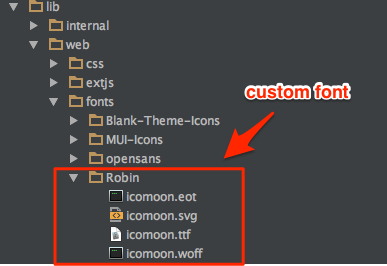 lib
internal
web
css
extjs
fonts
custom font
Blank-Theme-Icons
MUI-Icons
opensans
Robin
icomoon.eot
icomoon.svg
icomoon.ttf
icomoon.woff